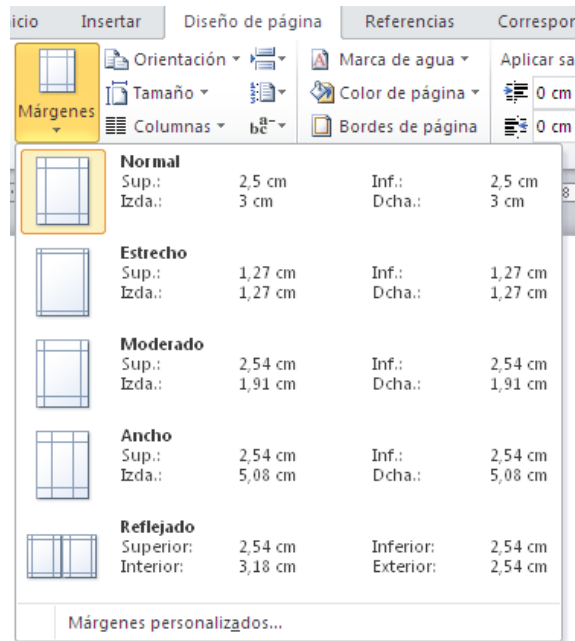 icio Insertar Diseño de página Referencias Correspon
Orientación Marca de agua Aplicar sa
Tamaño Color de página 0 cm
Márgenes
Columnas Bordes de página 0 cm
Normal
Sup.: 2,5 cm Inf.: 2,5 cm
Izda.: 3 cm Dcha.: 3 cm
8
Estrecho
Sup.: 1,27 cm Inf.: 1,27 cm
Izda.: 1,27 cm Dcha.: 1,27 cm
Moderado
Sup.: 2,54 cm Inf.: 2,54 cm
Izda.: 1,91 cm Dcha.: 1,91 cm
Ancho
Sup.: 2,54 cm Inf.: 2,54 cm
Izda.: 5,08 cm Dcha.: 5,08 cm
Reflejado
Superior: 2,54 cm Inferior: 2,54 cm
Interior: 3,18 cm Exterior: 2,54 cm
Márgenes personalizados...